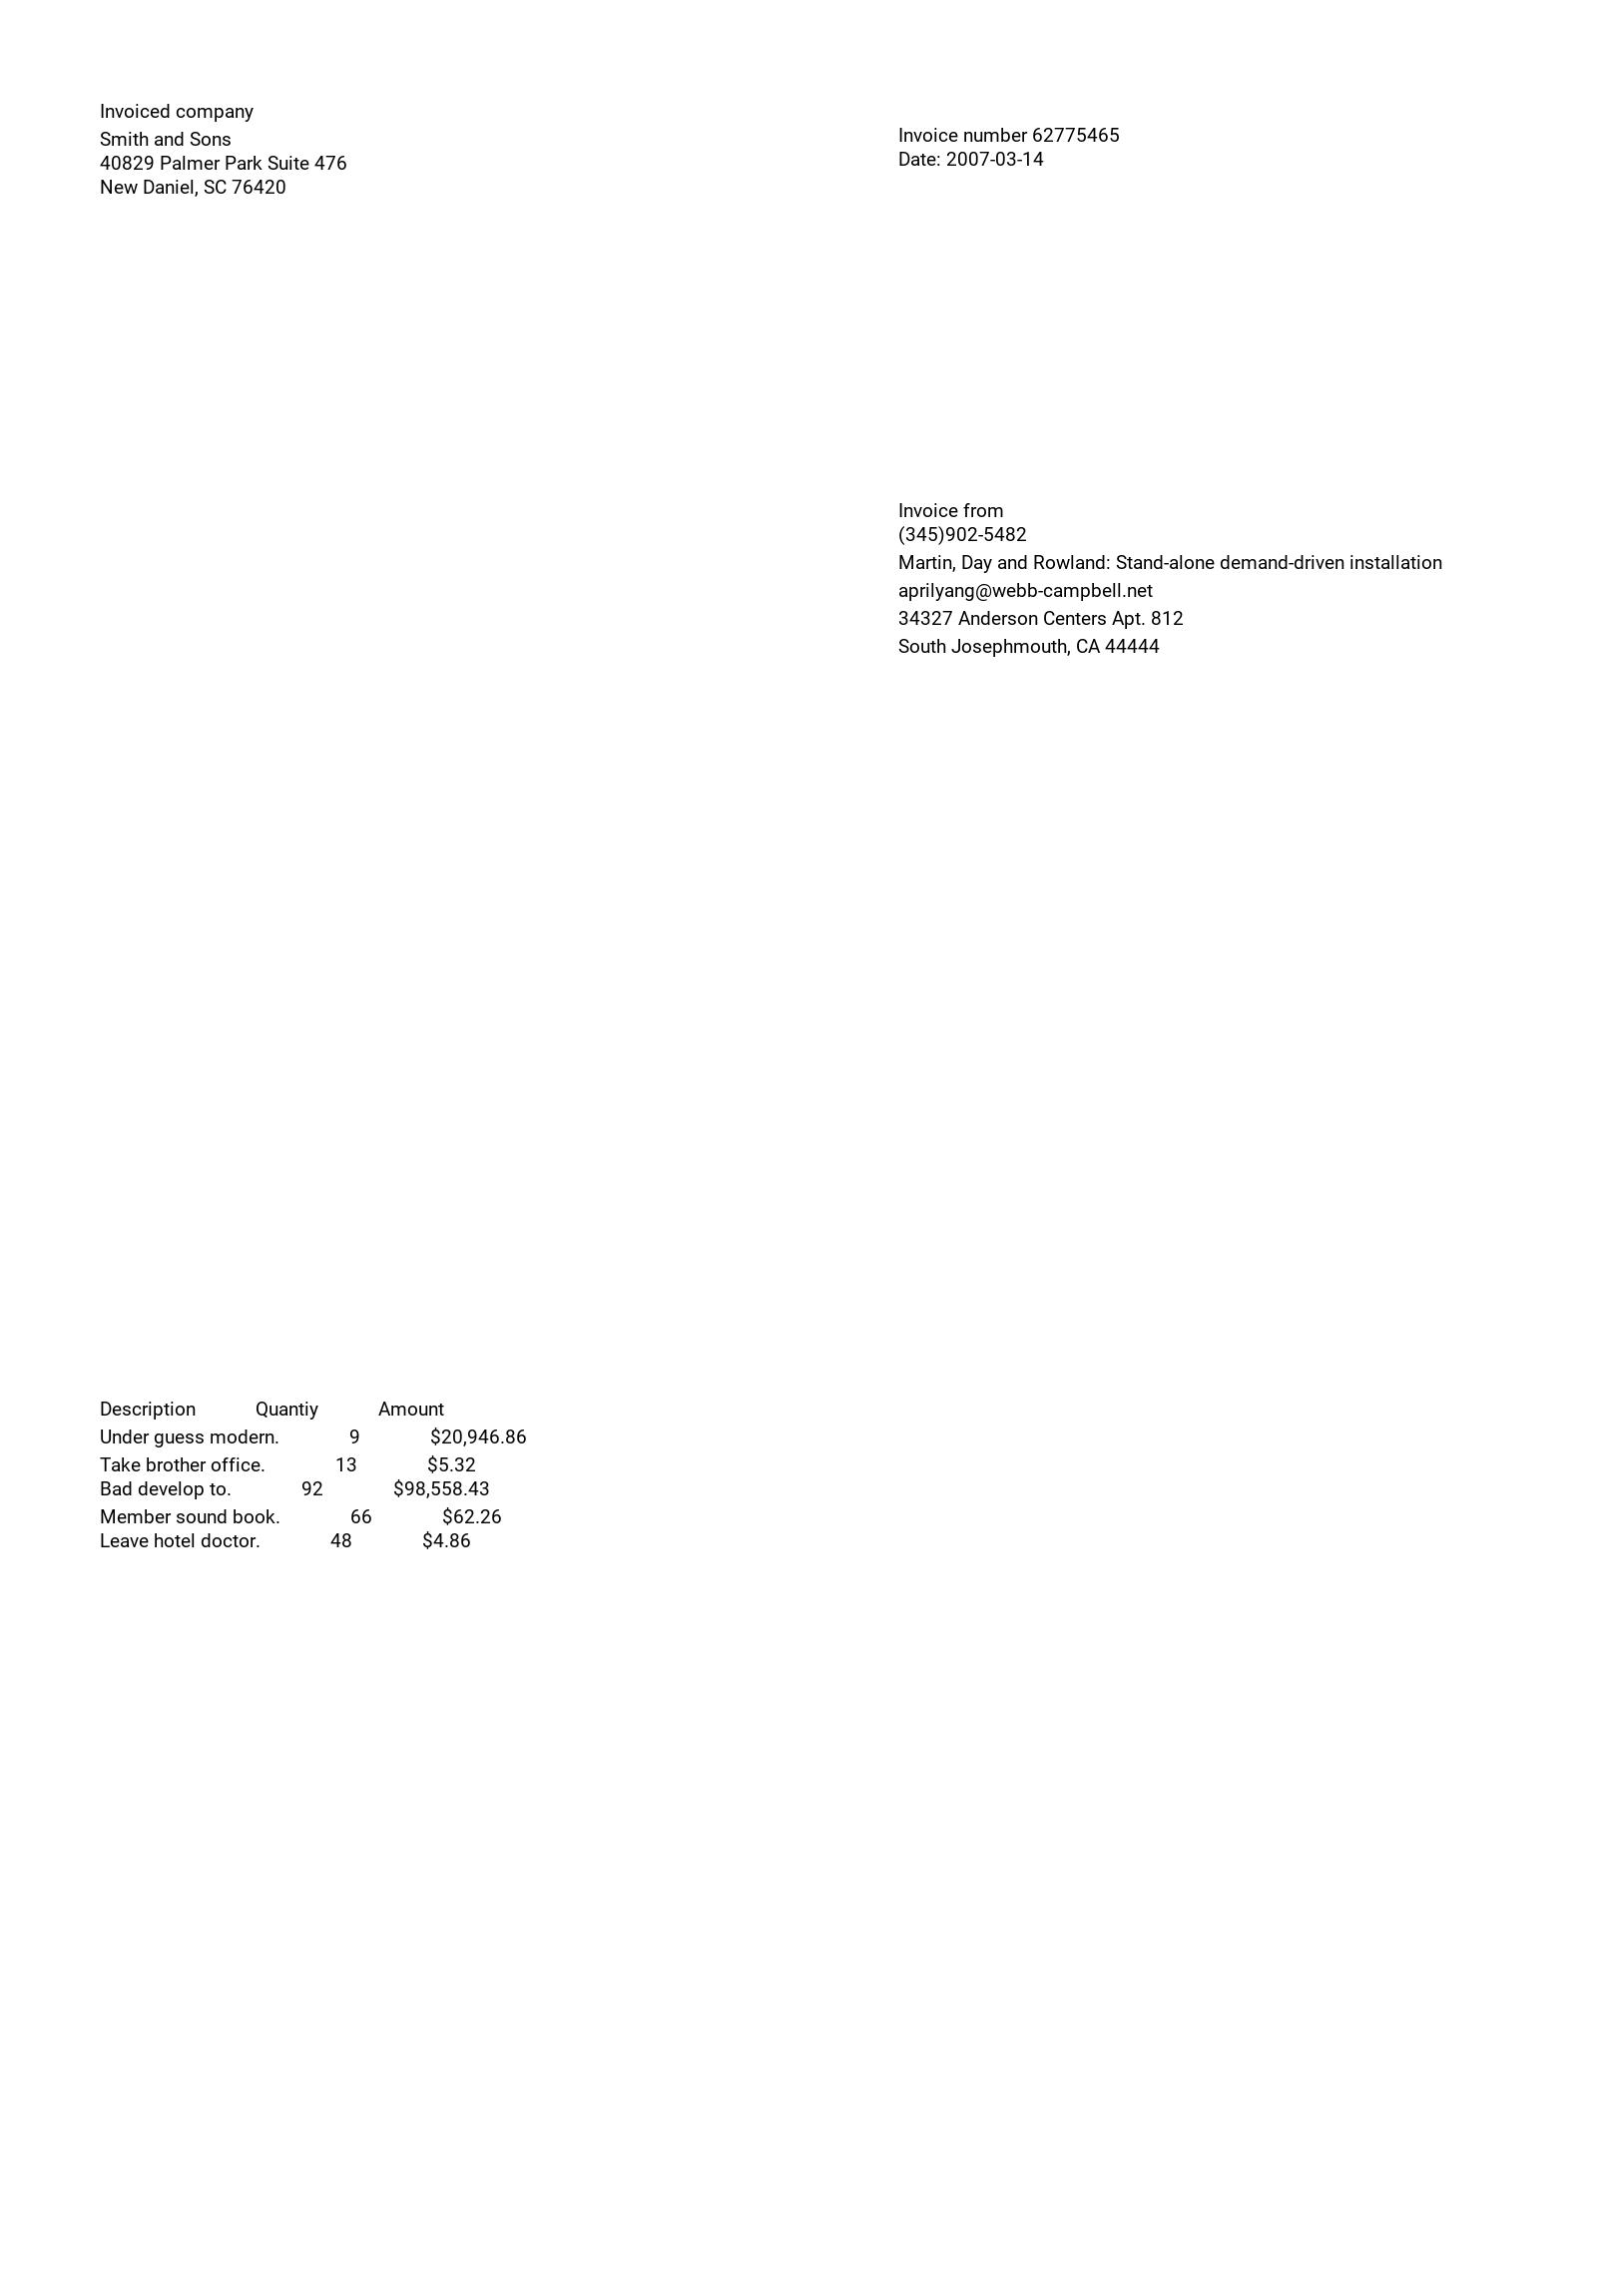 Invoiced company
Smith and Sons
40829 Palmer Park Suite 476
New Daniel, SC 76420
Invoice number 62775465
Date: 2007-03-14
Invoice from
(345)902-5482
Martin, Day and Rowland: Stand-alone demand-driven installation
aprilyang@webb-campbell.net
34327 Anderson Centers Apt. 812
South Josephmouth, CA 44444
Description Quantiy Amount
Under guess modern. 9 $20,946.86
Take brother office. 13 $5.32
Bad develop to. 92 $98,558.43
Member sound book. 66 $62.26
Leave hotel doctor. 48 $4.86